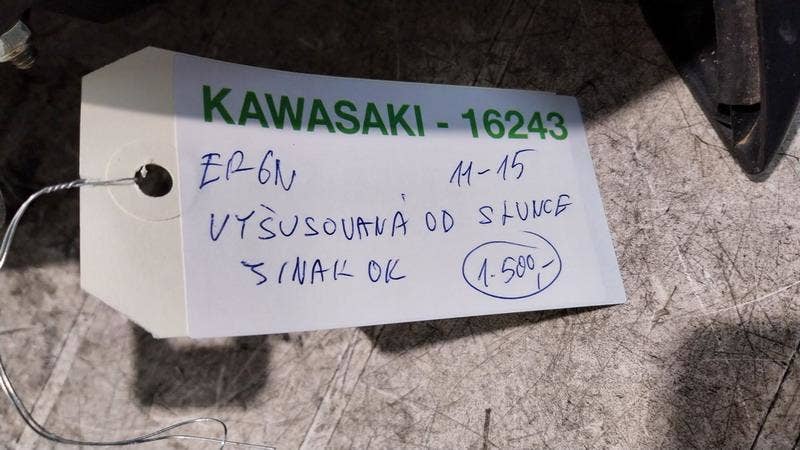 KAWASAKI - 16243
ER6N 11-15
VYŠUSOVANÁ OD SLUNCE
JINAK OK 1.500,-